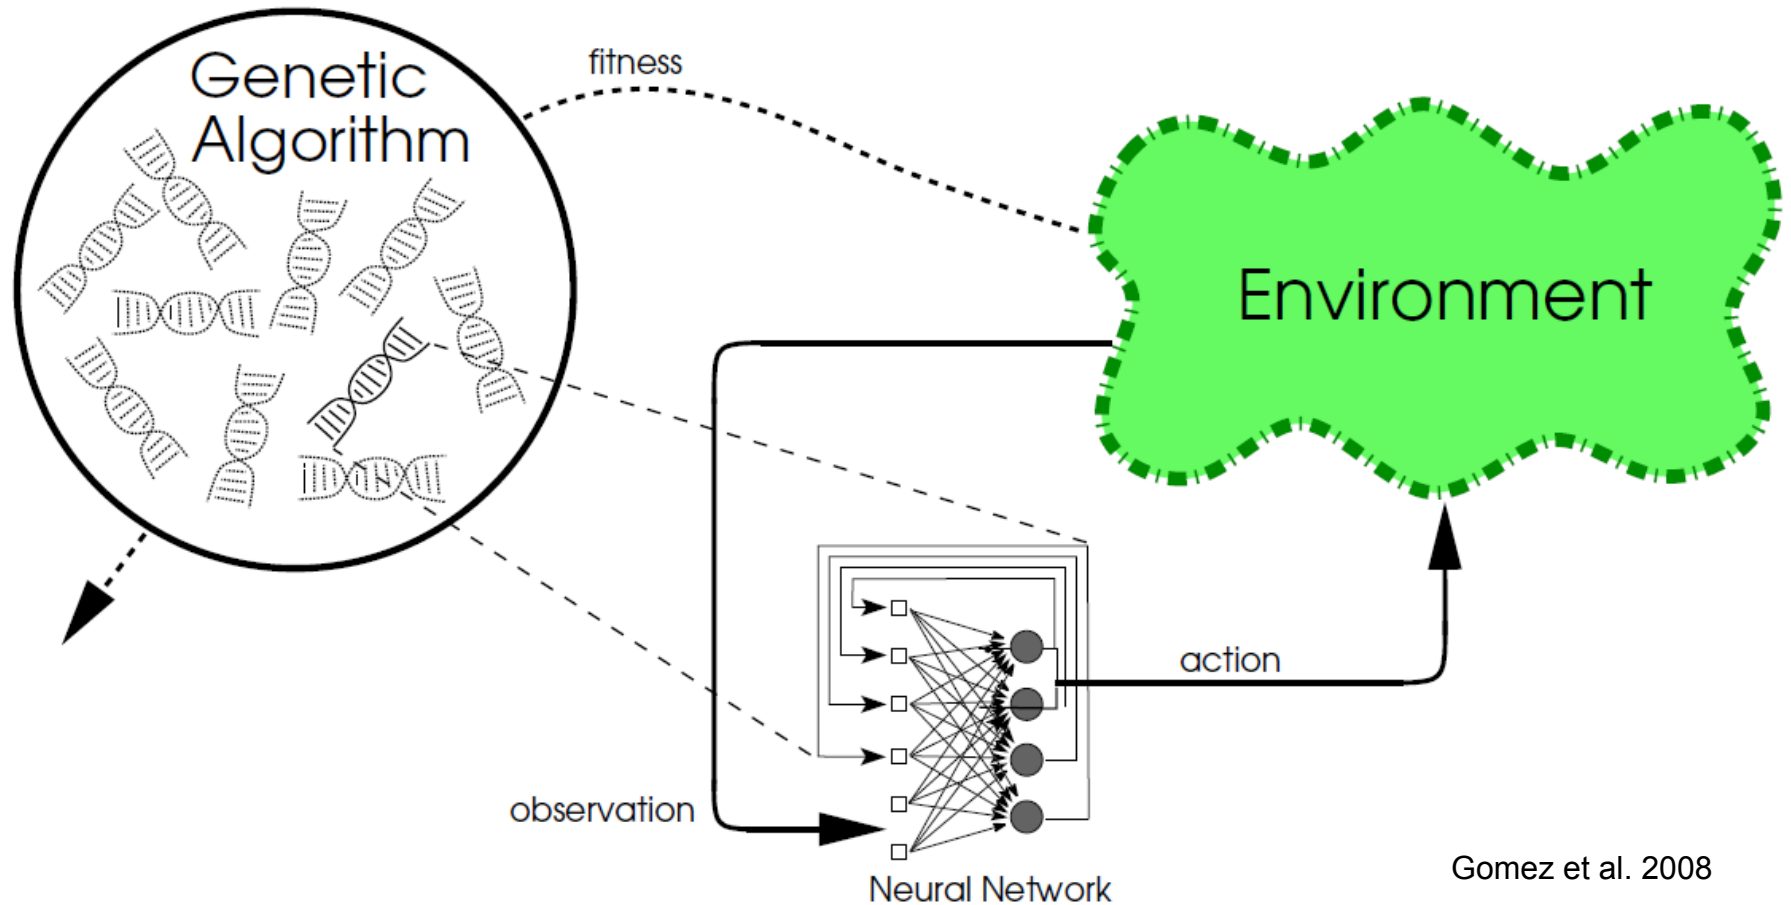 Genetic
Algorithm
fitness
Environment
action
observation
Neural Network
Gomez et al. 2008